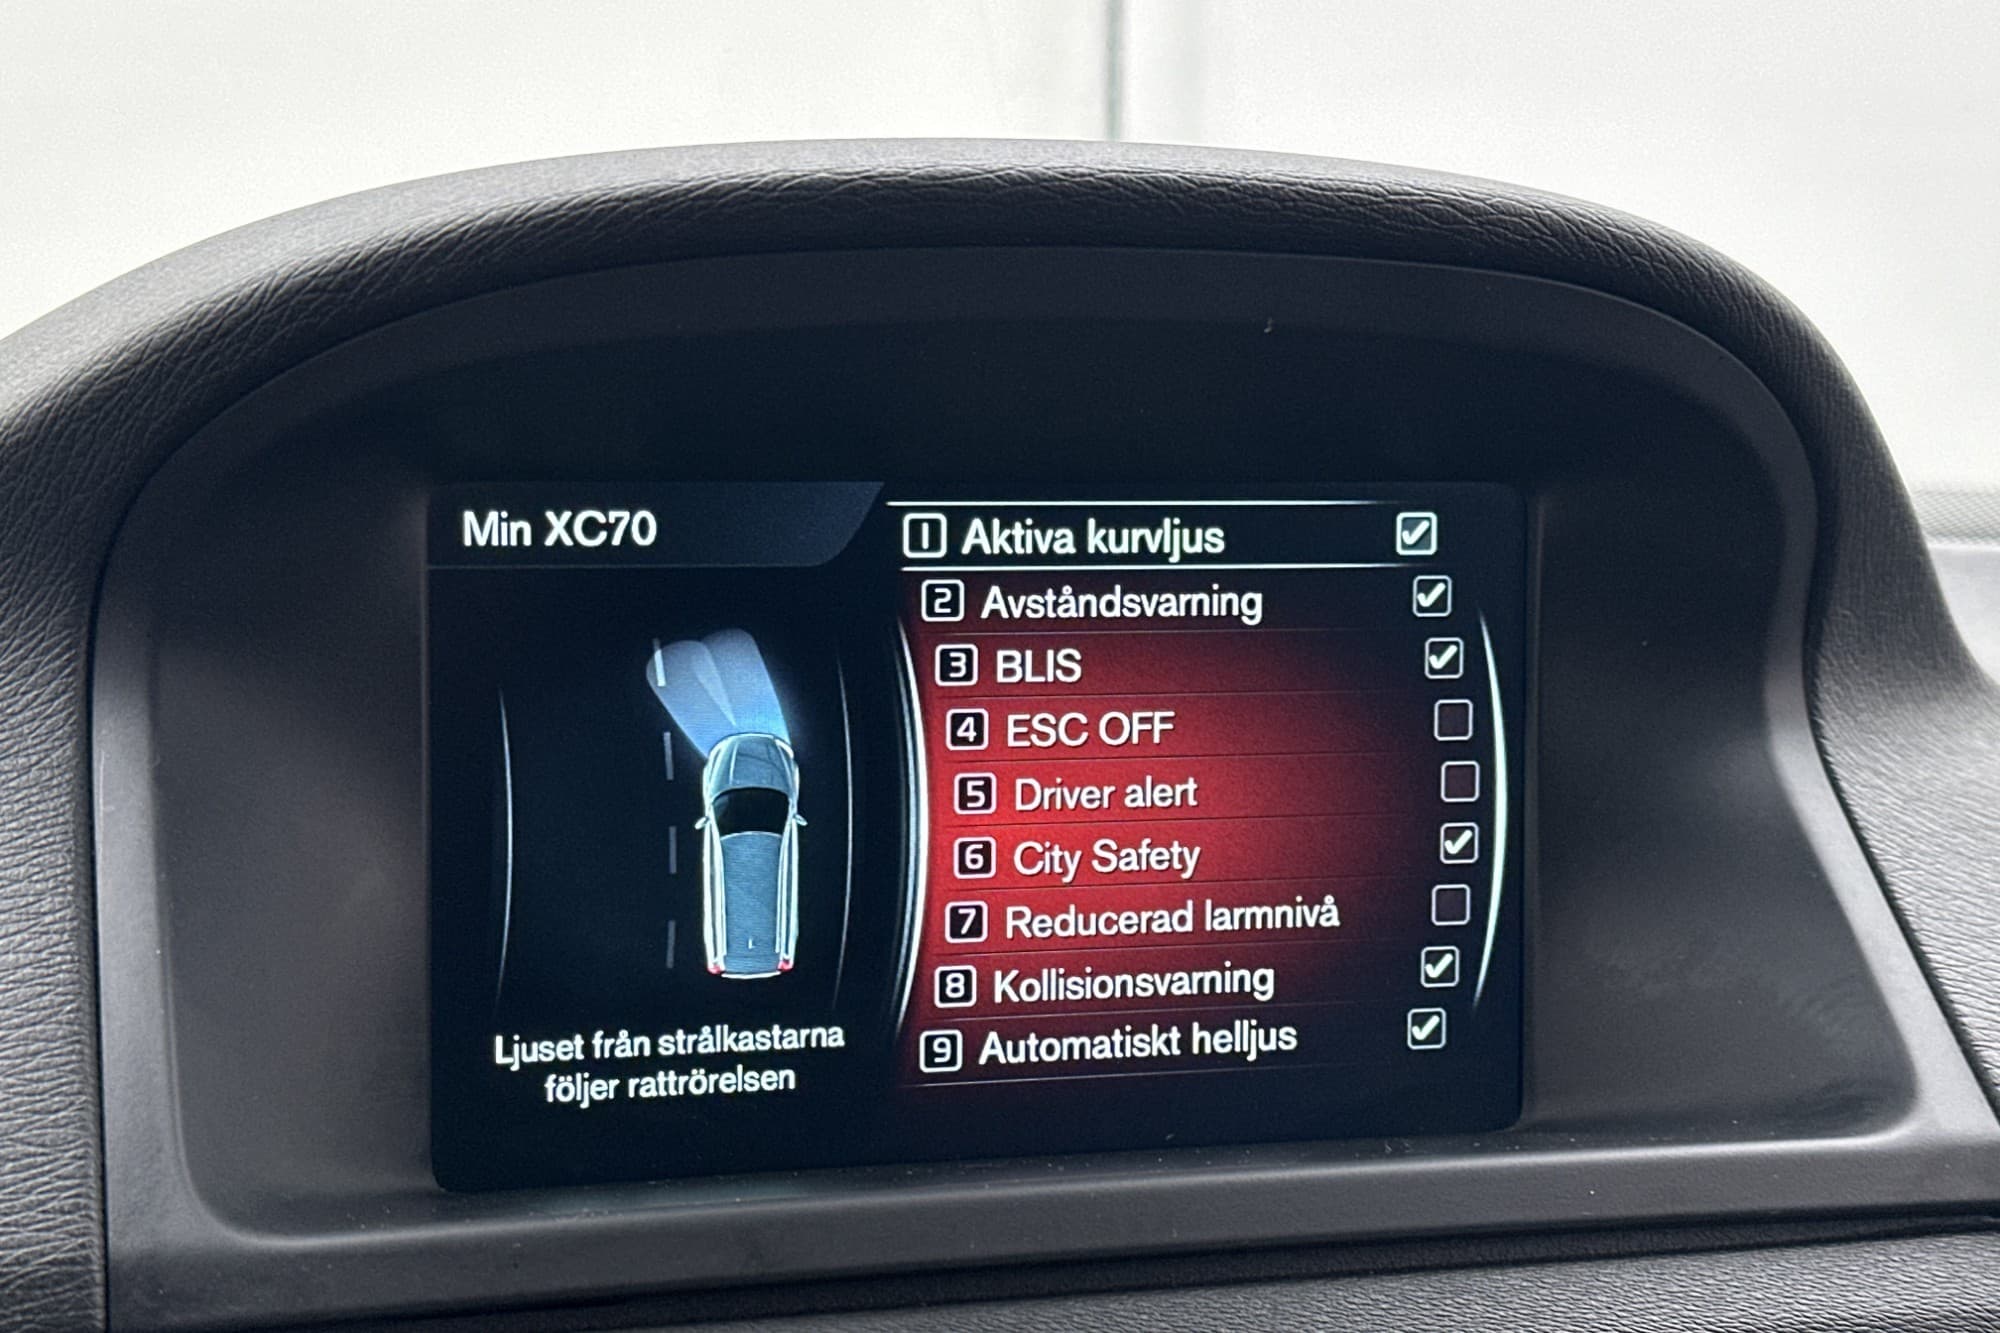 Min XC70
1 Aktiva kurvljus
2 Avståndsvarning
3 BLIS
4 ESC OFF
5 Driver alert
6 City Safety
7 Reducerad larmnivå
8 Kollisionsvarning
9 Automatiskt helljus
Ljuset från strålkastarna
följer rattrörelsen